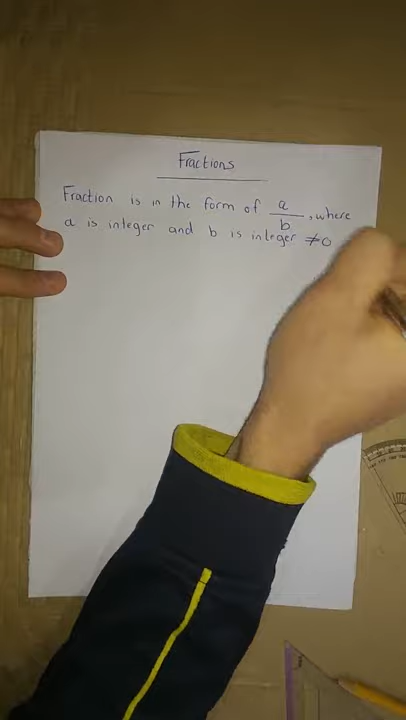 Fractions
Fraction is in the form of a/b, where
a is integer and b is integer ≠0